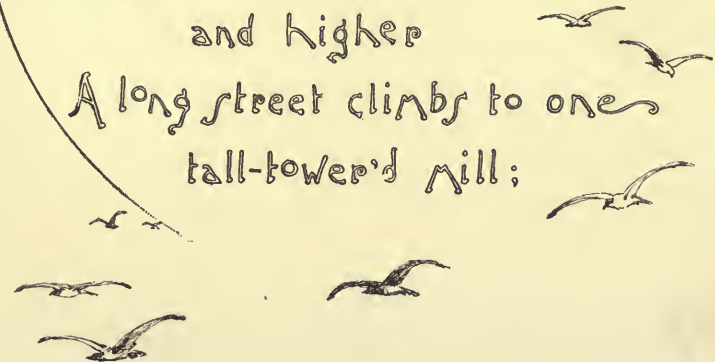 and higher
A long street climbs to one
tall-tower'd mill;